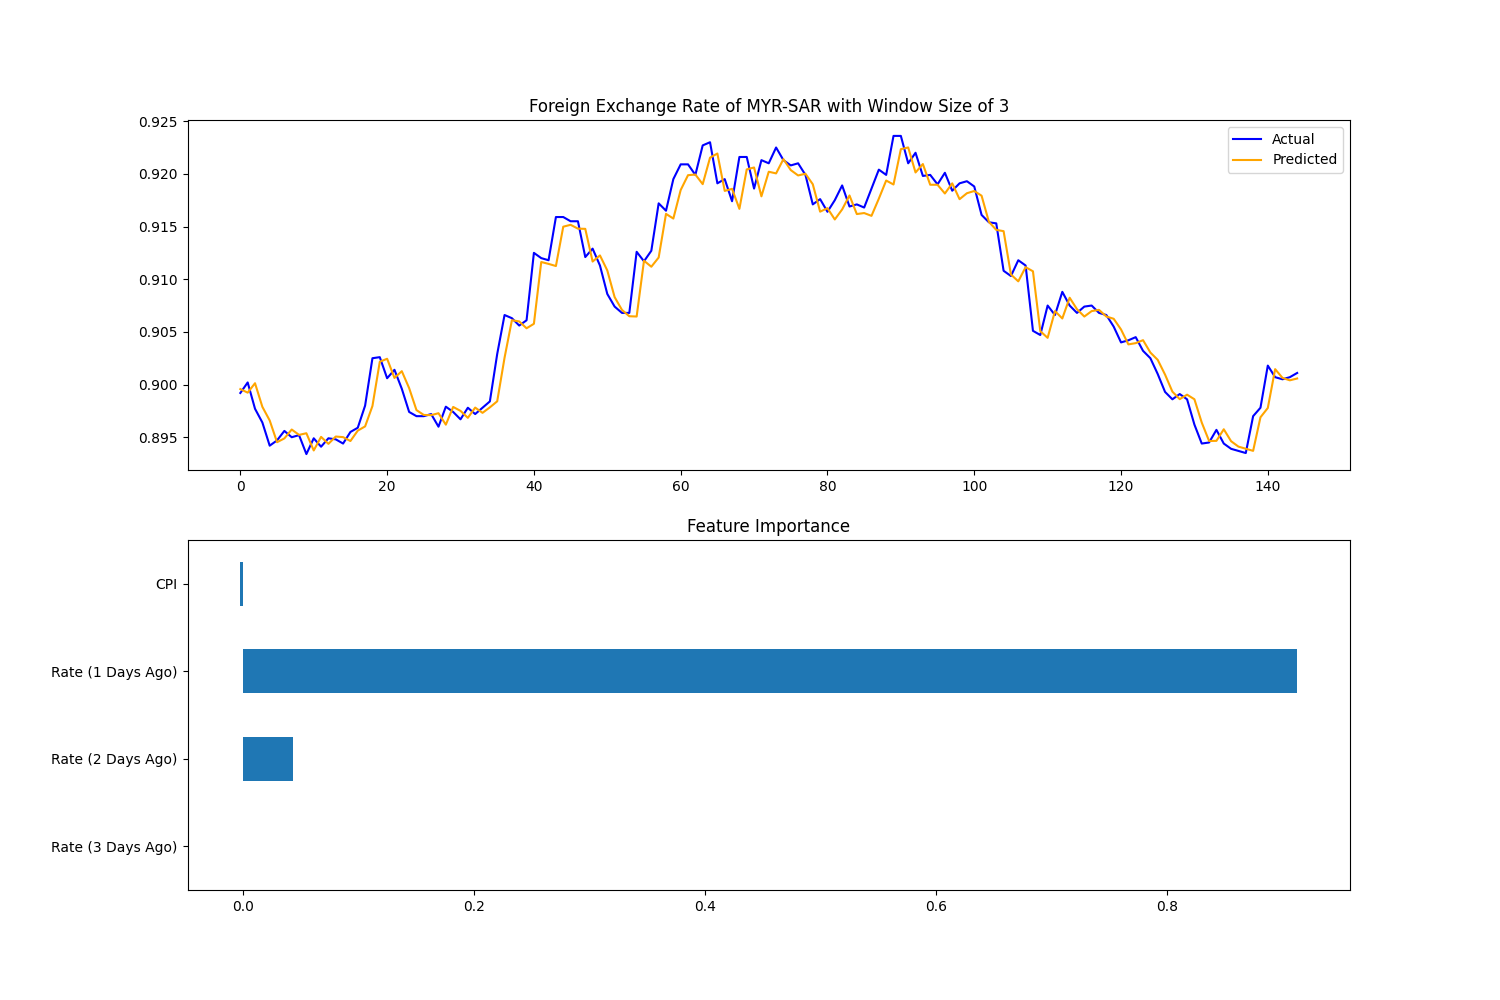 Foreign Exchange Rate of MYR-SAR with Window Size of 3
0.925
0.920
0.915
0.910
0.905
0.900
0.895
Actual
Predicted
0 20 40 60 80 100 120 140
Feature Importance
CPI
Rate (1 Days Ago)
Rate (2 Days Ago)
Rate (3 Days Ago)
0.0 0.2 0.4 0.6 0.8